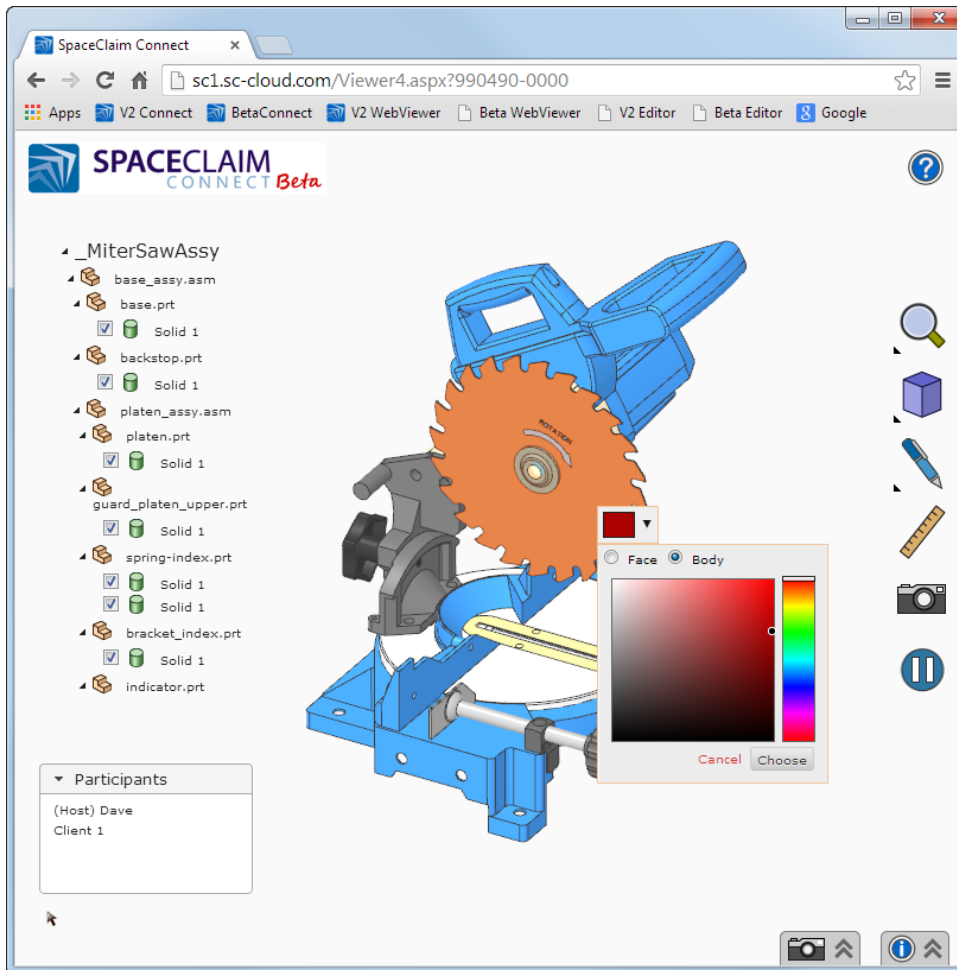 SpaceClaim Connect
sc1.sc-cloud.com/Viewer4.aspx?990490-0000
Apps V2 Connect BetaConnect V2 WebViewer Beta WebViewer V2 Editor Beta Editor Google
SPACECLAIM
CONNECT Beta
_MiterSawAssy
base_assy.asm
base.prt
Solid 1
backstop.prt
Solid 1
platen_assy.asm
platen.prt
Solid 1
guard_platen_upper.prt
Solid 1
spring-index.prt
Solid 1
Solid 1
bracket_index.prt
Solid 1
indicator.prt
ROTATION
Face Body
Cancel Choose
Participants
(Host) Dave
Client 1